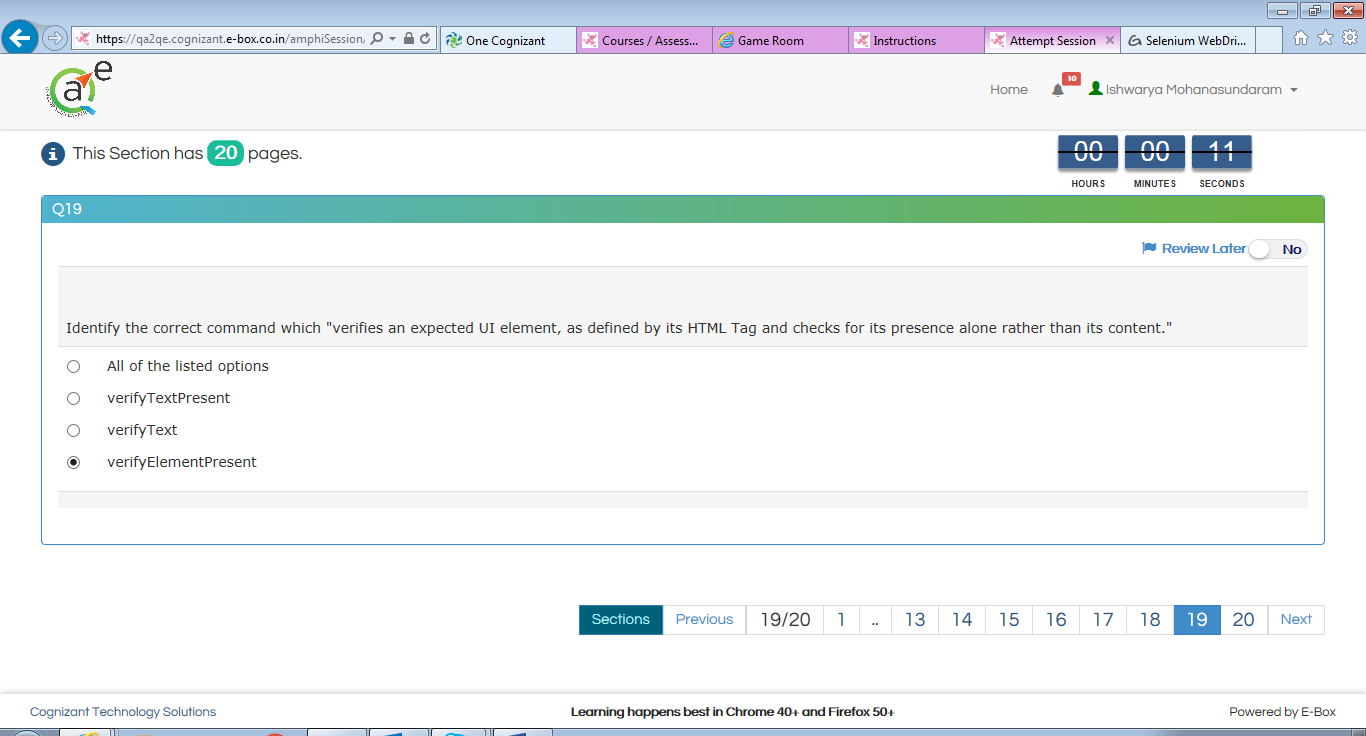 https://qa2qe.cognizant.e-box.co.in/amphiSession/
One Cognizant
Courses / Assess...
Game Room
Instructions
Attempt Session
Selenium WebDri...
a e
Home
10
Ishwarya Mohanasundaram
This Section has 20 pages.
00 00 11
HOURS MINUTES SECONDS
Q19
Review Later No
Identify the correct command which "verifies an expected UI element, as defined by its HTML Tag and checks for its presence alone rather than its content."
All of the listed options
verifyTextPresent
verifyText
verifyElementPresent
Sections Previous 19/20 1 .. 13 14 15 16 17 18 19 20 Next
Cognizant Technology Solutions Learning happens best in Chrome 40+ and Firefox 50+ Powered by E-Box